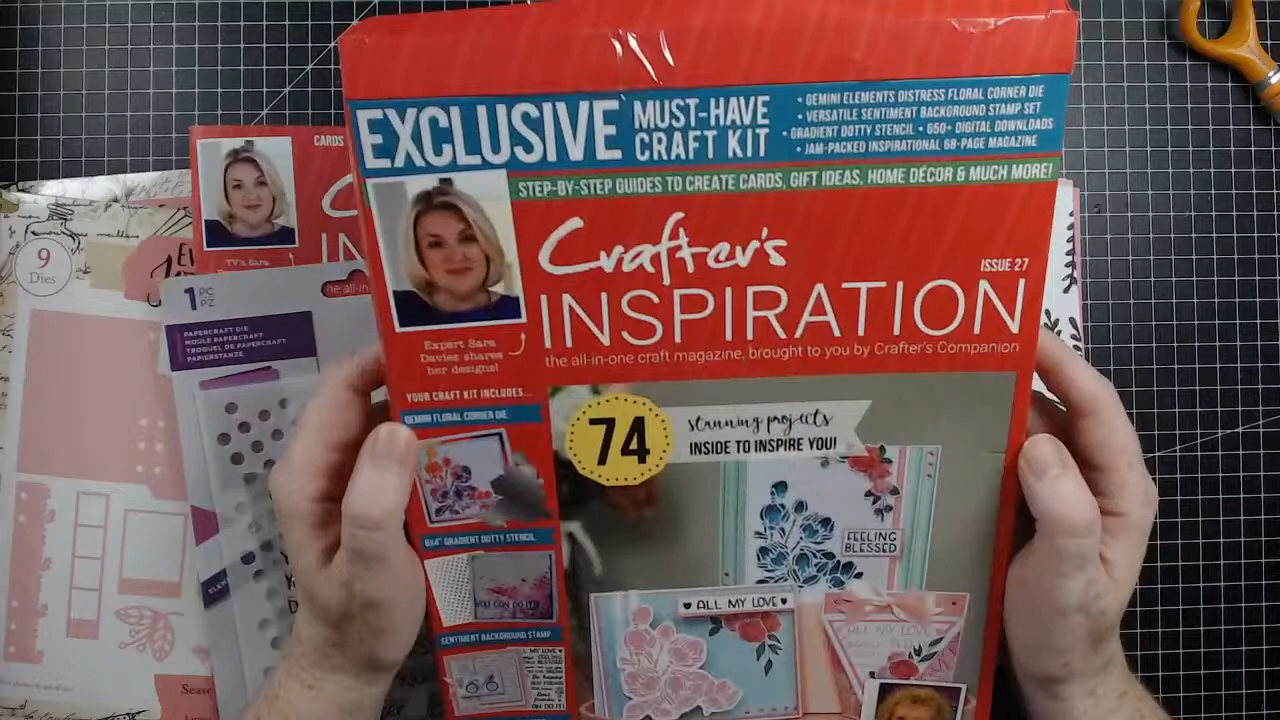 EXCLUSIVE
MUST-HAVE
CRAFT KIT
• GEMINI ELEMENTS DISTRESS FLORAL CORNER DIE
• VERSATILE SENTIMENT BACKGROUND STAMP SET
• GRADIENT DOTTY STENCIL • 650+ DIGITAL DOWNLOADS
• JAM-PACKED INSPIRATIONAL 68-PAGE MAGAZINE
STEP-BY-STEP GUIDES TO CREATE CARDS, GIFT IDEAS, HOME DÉCOR & MUCH MORE!
Crafter's
ISSUE 27
INSPIRATION
the all-in-one craft magazine, brought to you by Crafter's Companion
Expert Sara
Davies shares
her designs!
YOUR CRAFT KIT INCLUDES...
GEMINI FLORAL CORNER DIE
74
stunning projects
INSIDE TO INSPIRE YOU!
FEELING
BLESSED
6x4" GRADIENT DOTTY STENCIL
YOU CAN DO IT!
SENTIMENT BACKGROUND STAMP
ALL MY LOVE
ALL MY LOVE
CARDS
TV's Sara
9
Dies
1 PC
PZ
PAPERCRAFT DIE
MOULE PAPERCRAFT
TROQUEL DE PAPERCRAFT
PAPIERSTANZE